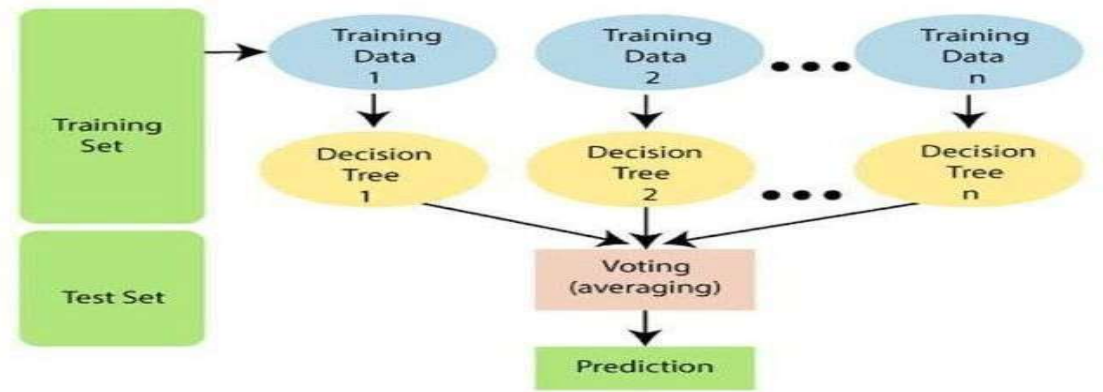 Training
Set
Test Set
Training
Data
1
Training
Data
2
Training
Data
n
Decision
Tree
1
Decision
Tree
2
Decision
Tree
n
Voting
(averaging)
Prediction